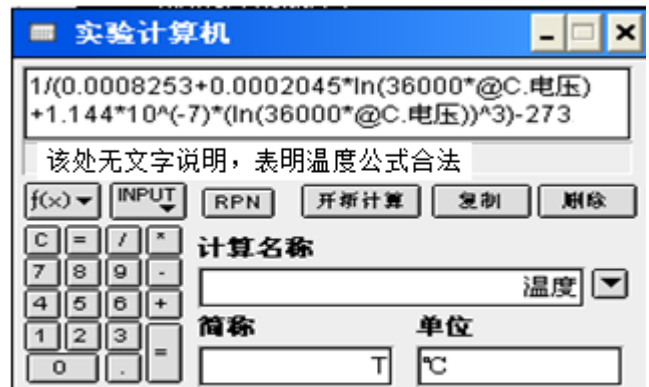 实验计算机
1/(0.0008253+0.0002045*ln(36000*@C.电压)
+1.144*10^(-7)*(ln(36000*@C.电压))^3)-273
该处无文字说明，表明温度公式合法
f(x) INPUT RPN 开新计算 复制 删除
C = / *
7 8 9 -
4 5 6 +
1 2 3 =
0 .
计算名称
温度
简称 单位
T ℃